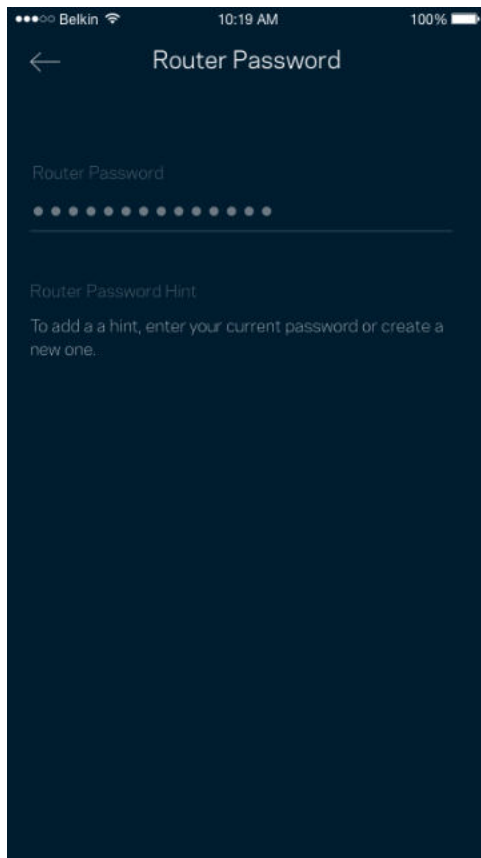 Belkin 10:19 AM 100%
Router Password
Router Password
Router Password Hint
To add a a hint, enter your current password or create a
new one.